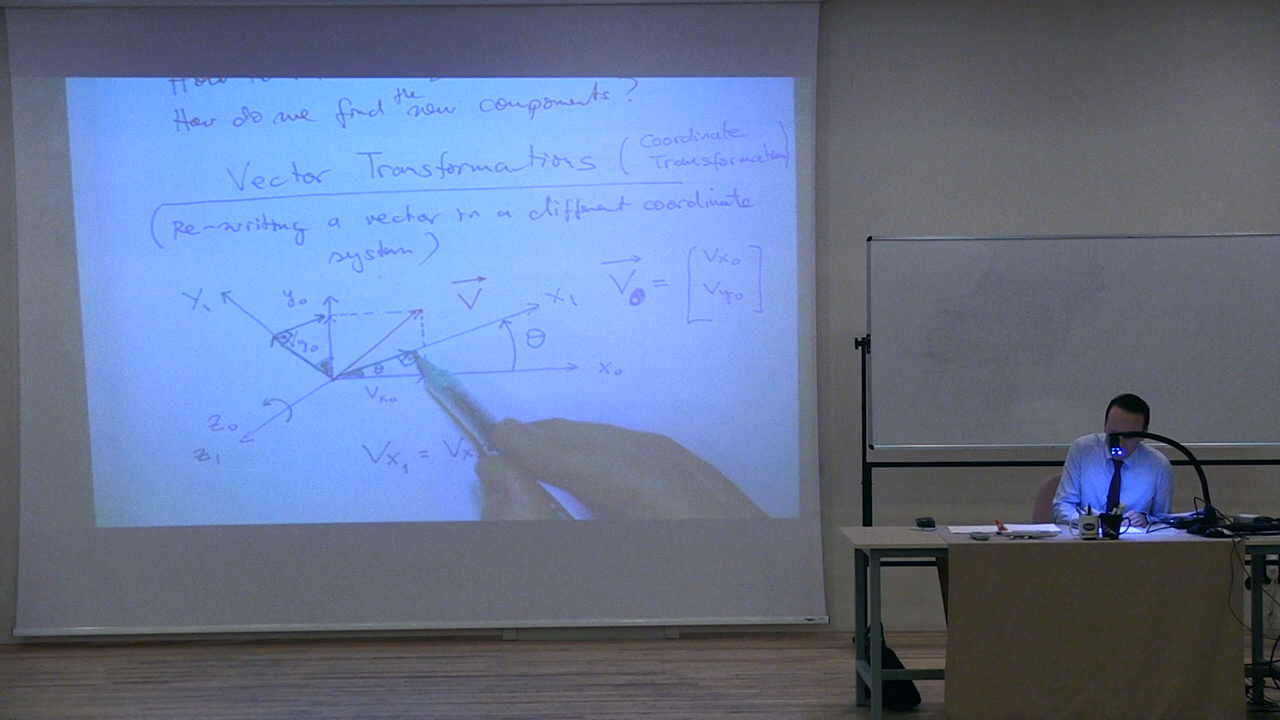 How do we find the new components?
Vector Transformations (Coordinate Transformation)
(Re-writing a vector in a different coordinate
system)
V⃗
V⃗₀ = [Vx₀
Vy₀]
Y₁
y₀
X₁
Vy₀
θ
θ
x₀
Vx₀
Z₀
z₁
Vx₁ = Vx